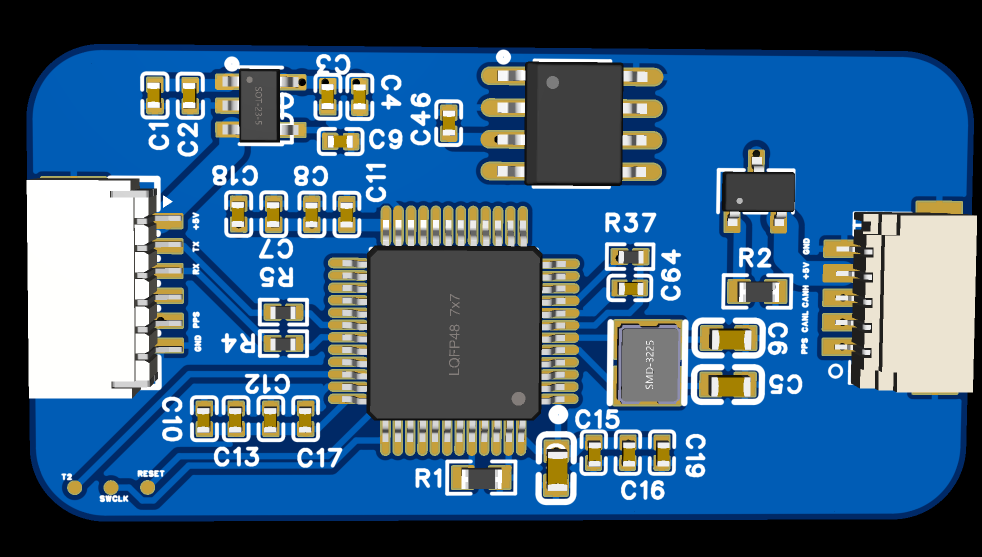 C3
SOT-23-5
C1
C2
C4
C9
C46
C11
C18
C8
+5V
TX
RX
PPS
GND
C7
R5
R4
R37
C64
R2
GND
+5V
CANH
CANL
PPS
LQFP48 7X7
SMD-3225
C6
C5
C12
C10
C13
C17
C15
C19
C16
R1
T2
SWCLK
RESET